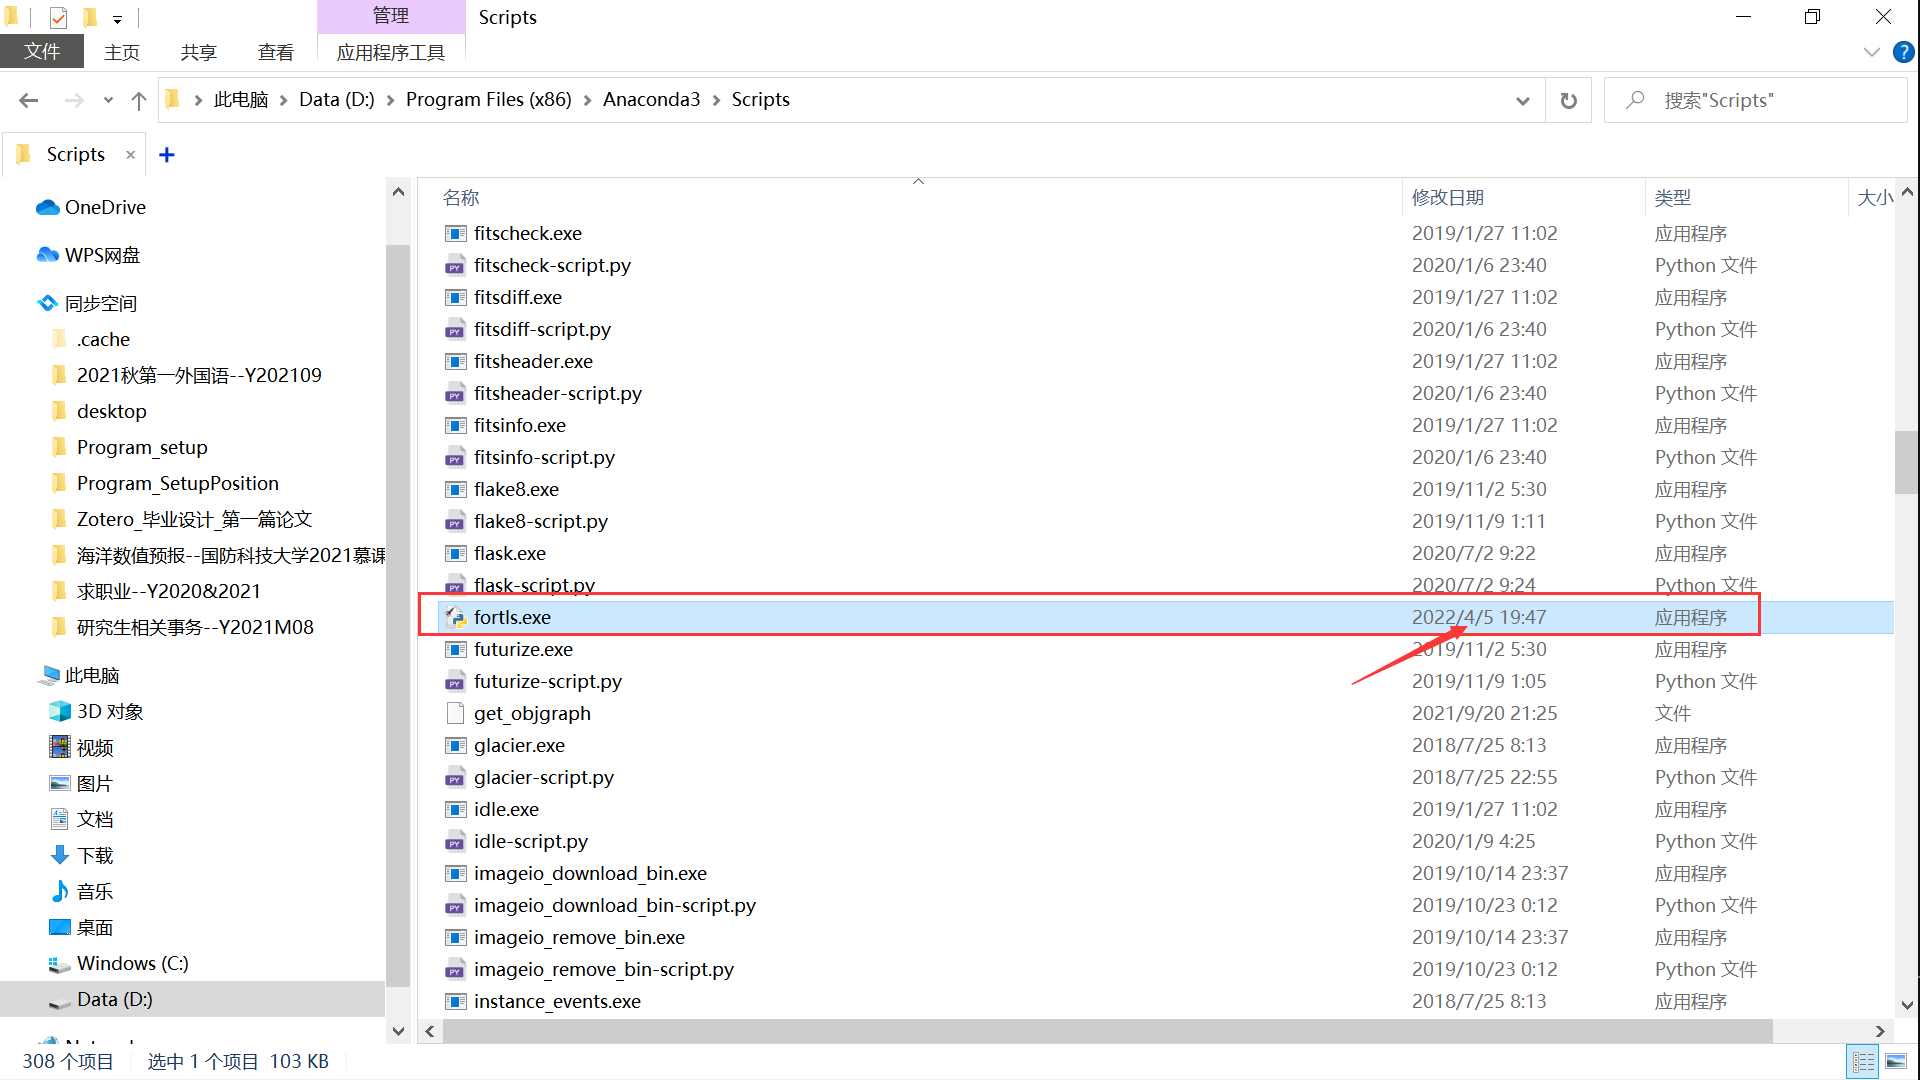 管理
Scripts
文件
主页
共享
查看
应用程序工具
此电脑
Data (D:)
Program Files (x86)
Anaconda3
Scripts
搜索"Scripts"
Scripts
OneDrive
WPS网盘
同步空间
.cache
2021秋第一外国语--Y202109
desktop
Program_setup
Program_SetupPosition
Zotero_毕业设计_第一篇论文
海洋数值预报--国防科技大学2021慕课
求职业--Y2020&2021
研究生相关事务--Y2021M08
此电脑
3D 对象
视频
图片
文档
下载
音乐
桌面
Windows (C:)
Data (D:)
名称 修改日期 类型 大小
fitscheck.exe 2019/1/27 11:02 应用程序
fitscheck-script.py 2020/1/6 23:40 Python 文件
fitsdiff.exe 2019/1/27 11:02 应用程序
fitsdiff-script.py 2020/1/6 23:40 Python 文件
fitsheader.exe 2019/1/27 11:02 应用程序
fitsheader-script.py 2020/1/6 23:40 Python 文件
fitsinfo.exe 2019/1/27 11:02 应用程序
fitsinfo-script.py 2020/1/6 23:40 Python 文件
flake8.exe 2019/11/2 5:30 应用程序
flake8-script.py 2019/11/9 1:11 Python 文件
flask.exe 2020/7/2 9:22 应用程序
flask-script.py 2020/7/2 9:24 Python 文件
fortls.exe 2022/4/5 19:47 应用程序
futurize.exe 2019/11/2 5:30 应用程序
futurize-script.py 2019/11/9 1:05 Python 文件
get_objgraph 2021/9/20 21:25 文件
glacier.exe 2018/7/25 8:13 应用程序
glacier-script.py 2018/7/25 22:55 Python 文件
idle.exe 2019/1/27 11:02 应用程序
idle-script.py 2020/1/9 4:25 Python 文件
imageio_download_bin.exe 2019/10/14 23:37 应用程序
imageio_download_bin-script.py 2019/10/23 0:12 Python 文件
imageio_remove_bin.exe 2019/10/14 23:37 应用程序
imageio_remove_bin-script.py 2019/10/23 0:12 Python 文件
instance_events.exe 2018/7/25 8:13 应用程序
308 个项目 选中 1 个项目 103 KB